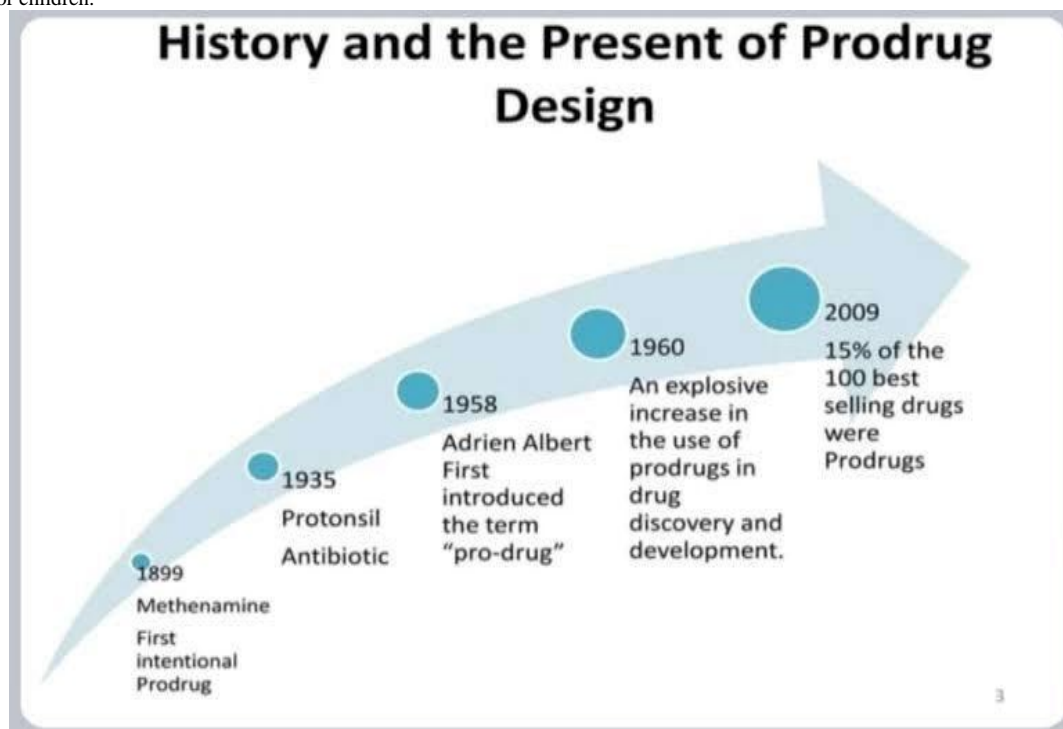 of children.
History and the Present of Prodrug
Design
1899
Methenamine
First
intentional
Prodrug
1935
Protonsil
Antibiotic
1958
Adrien Albert
First
introduced
the term
"pro-drug"
1960
An explosive
increase in
the use of
prodrugs in
drug
discovery and
development.
2009
15% of the
100 best
selling drugs
were
Prodrugs
3